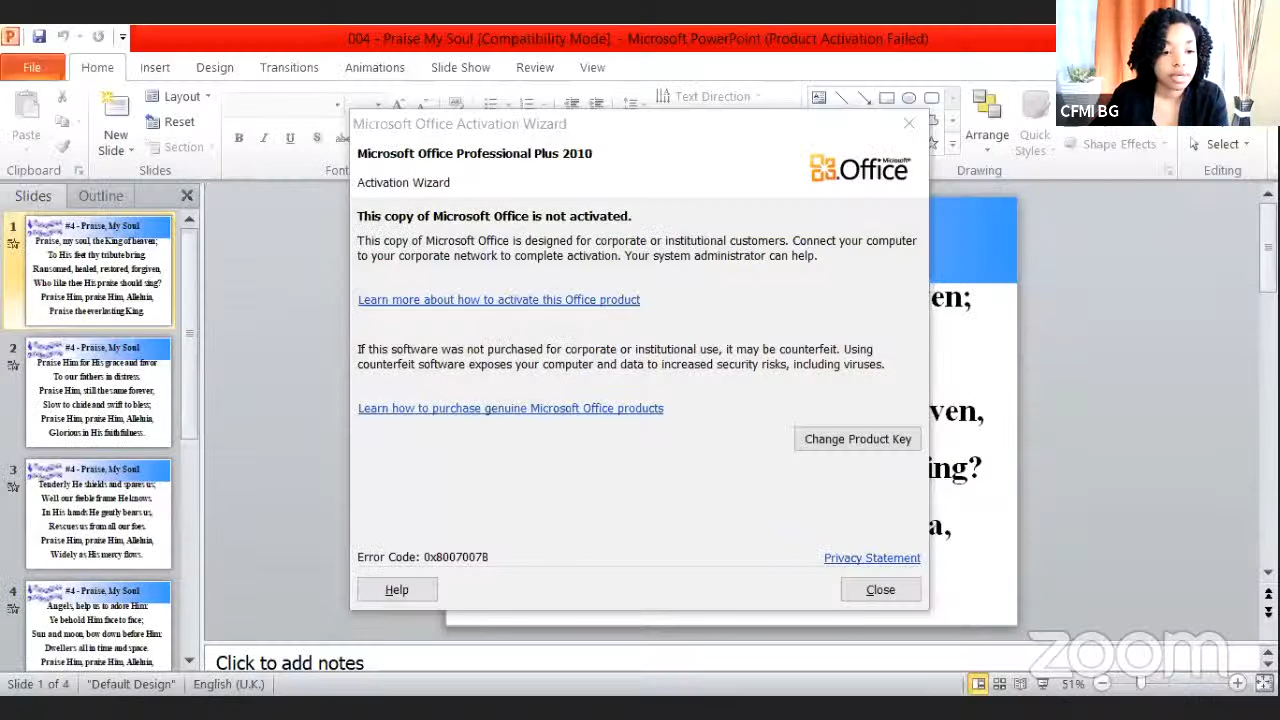 004 - Praise My Soul [Compatibility Mode] - Microsoft PowerPoint (Product Activation Failed)
File Home Insert Design Transitions Animations Slide Show Review View
CFMI BG
Paste
Clipboard
New
Slide
Layout
Reset
Section
Slides
B I U S
Font
Text Direction
Arrange
Quick
Styles
Shape Effects
Drawing
Select
Editing
Slides Outline
1
#4 - Praise, My Soul
Praise, my soul, the King of heaven;
To His feet thy tribute bring.
Ransomed, healed, restored, forgiven,
Who like thee His praise should sing?
Praise Him, praise Him, Alleluia,
Praise the everlasting King.
2
#4 - Praise, My Soul
Praise Him for His grace and favor
To our fathers in distress.
Praise Him, still the same forever,
Slow to chide and swift to bless;
Praise Him, praise Him, Alleluia,
Glorious in His faithfulness.
3
#4 - Praise, My Soul
Tenderly He shields and spares us;
Well our feeble frame He knows.
In His hands He gently bears us,
Rescues us from all our foes.
Praise Him, praise Him, Alleluia,
Widely as His mercy flows.
4
#4 - Praise, My Soul
Angels, help us to adore Him:
Ye behold Him face to face;
Sun and moon, bow down before Him:
Dwellers all in time and space.
Praise Him, praise Him, Alleluia,
Microsoft Office Activation Wizard
Microsoft Office Professional Plus 2010
Microsoft Office
Activation Wizard
This copy of Microsoft Office is not activated.
This copy of Microsoft Office is designed for corporate or institutional customers. Connect your computer
to your corporate network to complete activation. Your system administrator can help.
Learn more about how to activate this Office product
If this software was not purchased for corporate or institutional use, it may be counterfeit. Using
counterfeit software exposes your computer and data to increased security risks, including viruses.
Learn how to purchase genuine Microsoft Office products
Change Product Key
Error Code: 0x8007007B
Privacy Statement
Help
Close
en;
ven,
ing?
a,
Click to add notes
zoom
Slide 1 of 4 "Default Design" English (U.K.) 51%